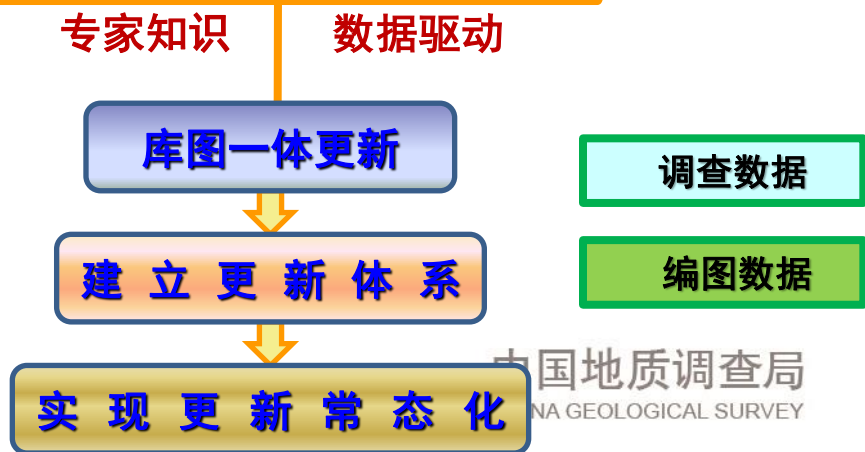 专家知识
数据驱动
库图一体更新
调查数据
建立更新体系
编图数据
中国地质调查局
NA GEOLOGICAL SURVEY
实现更新常态化